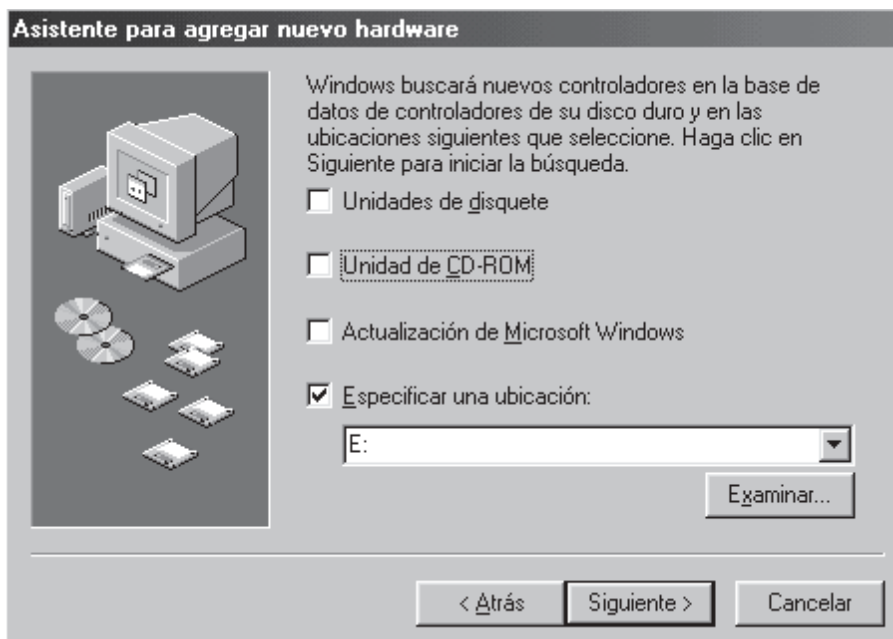 Asistente para agregar nuevo hardware
Windows buscará nuevos controladores en la base de
datos de controladores de su disco duro y en las
ubicaciones siguientes que seleccione. Haga clic en
Siguiente para iniciar la búsqueda.
Unidades de disquete
Unidad de CD-ROM
Actualización de Microsoft Windows
Especificar una ubicación:
E:
Examinar...
< Atrás
Siguiente >
Cancelar